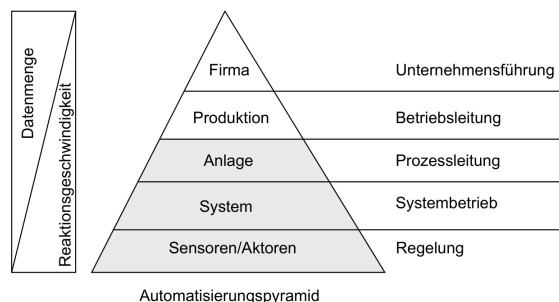 Datenmenge
Reaktionsgeschwindigkeit
Firma
Unternehmensführung
Produktion
Betriebsleitung
Anlage
Prozessleitung
System
Systembetrieb
Sensoren/Aktoren
Regelung
Automatisierungspyramid